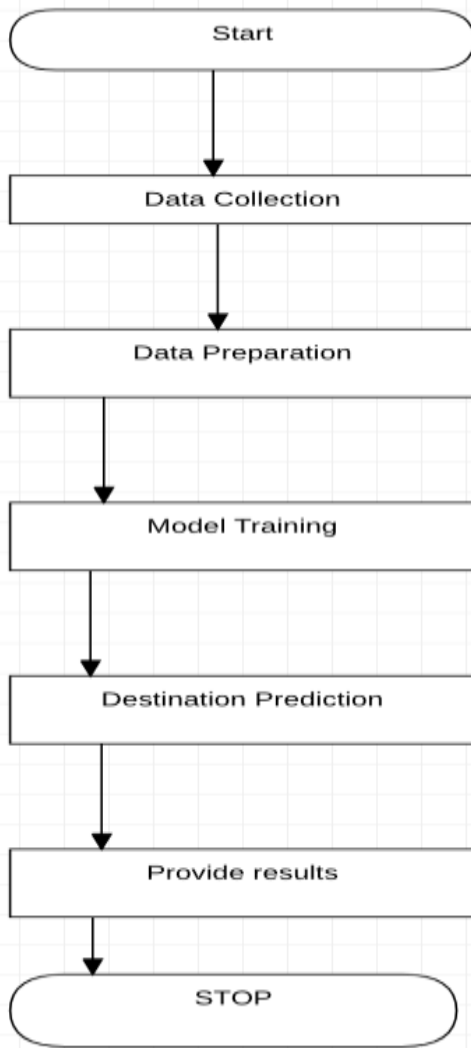 Start
Data Collection
Data Preparation
Model Training
Destination Prediction
Provide results
STOP